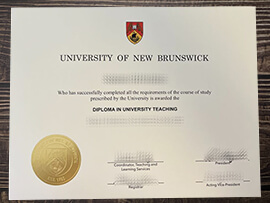 UNIVERSITY OF NEW BRUNSWICK
Who has successfully completed all the requirements of the course of study
prescribed by the University is awarded the
DIPLOMA IN UNIVERSITY TEACHING
Coordinator, Teaching and
Learning Services
President
Registrar
Acting Vice President